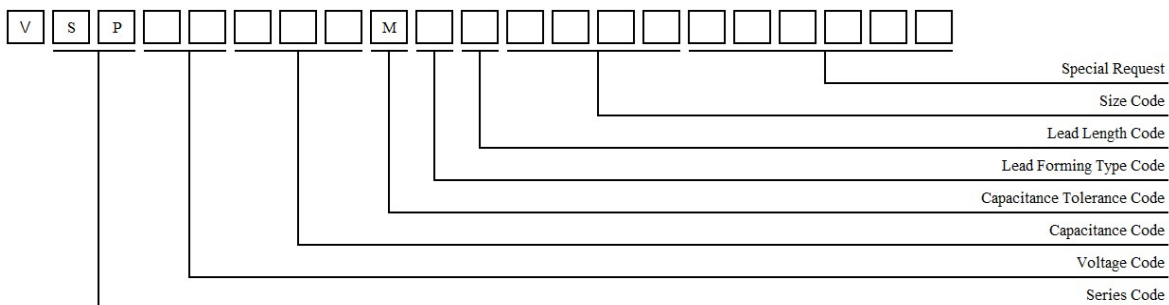 V S P M
Special Request
Size Code
Lead Length Code
Lead Forming Type Code
Capacitance Tolerance Code
Capacitance Code
Voltage Code
Series Code